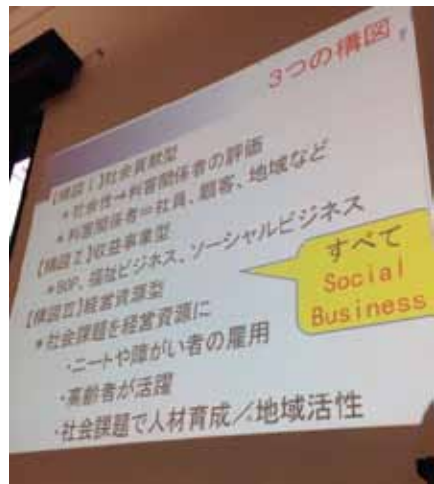 3つの構図
【構図Ⅰ】社会貢献型
*社会性→利害関係者の評価
*利害関係者=社員、顧客、地域など
【構図Ⅱ】収益事業型
*BOP、福祉ビジネス、ソーシャルビジネス
【構図Ⅲ】経営資源型
*社会課題を経営資源に
・ニートや障がい者の雇用
・高齢者が活躍
・社会課題で人材育成/地域活性
すべて
Social
Business